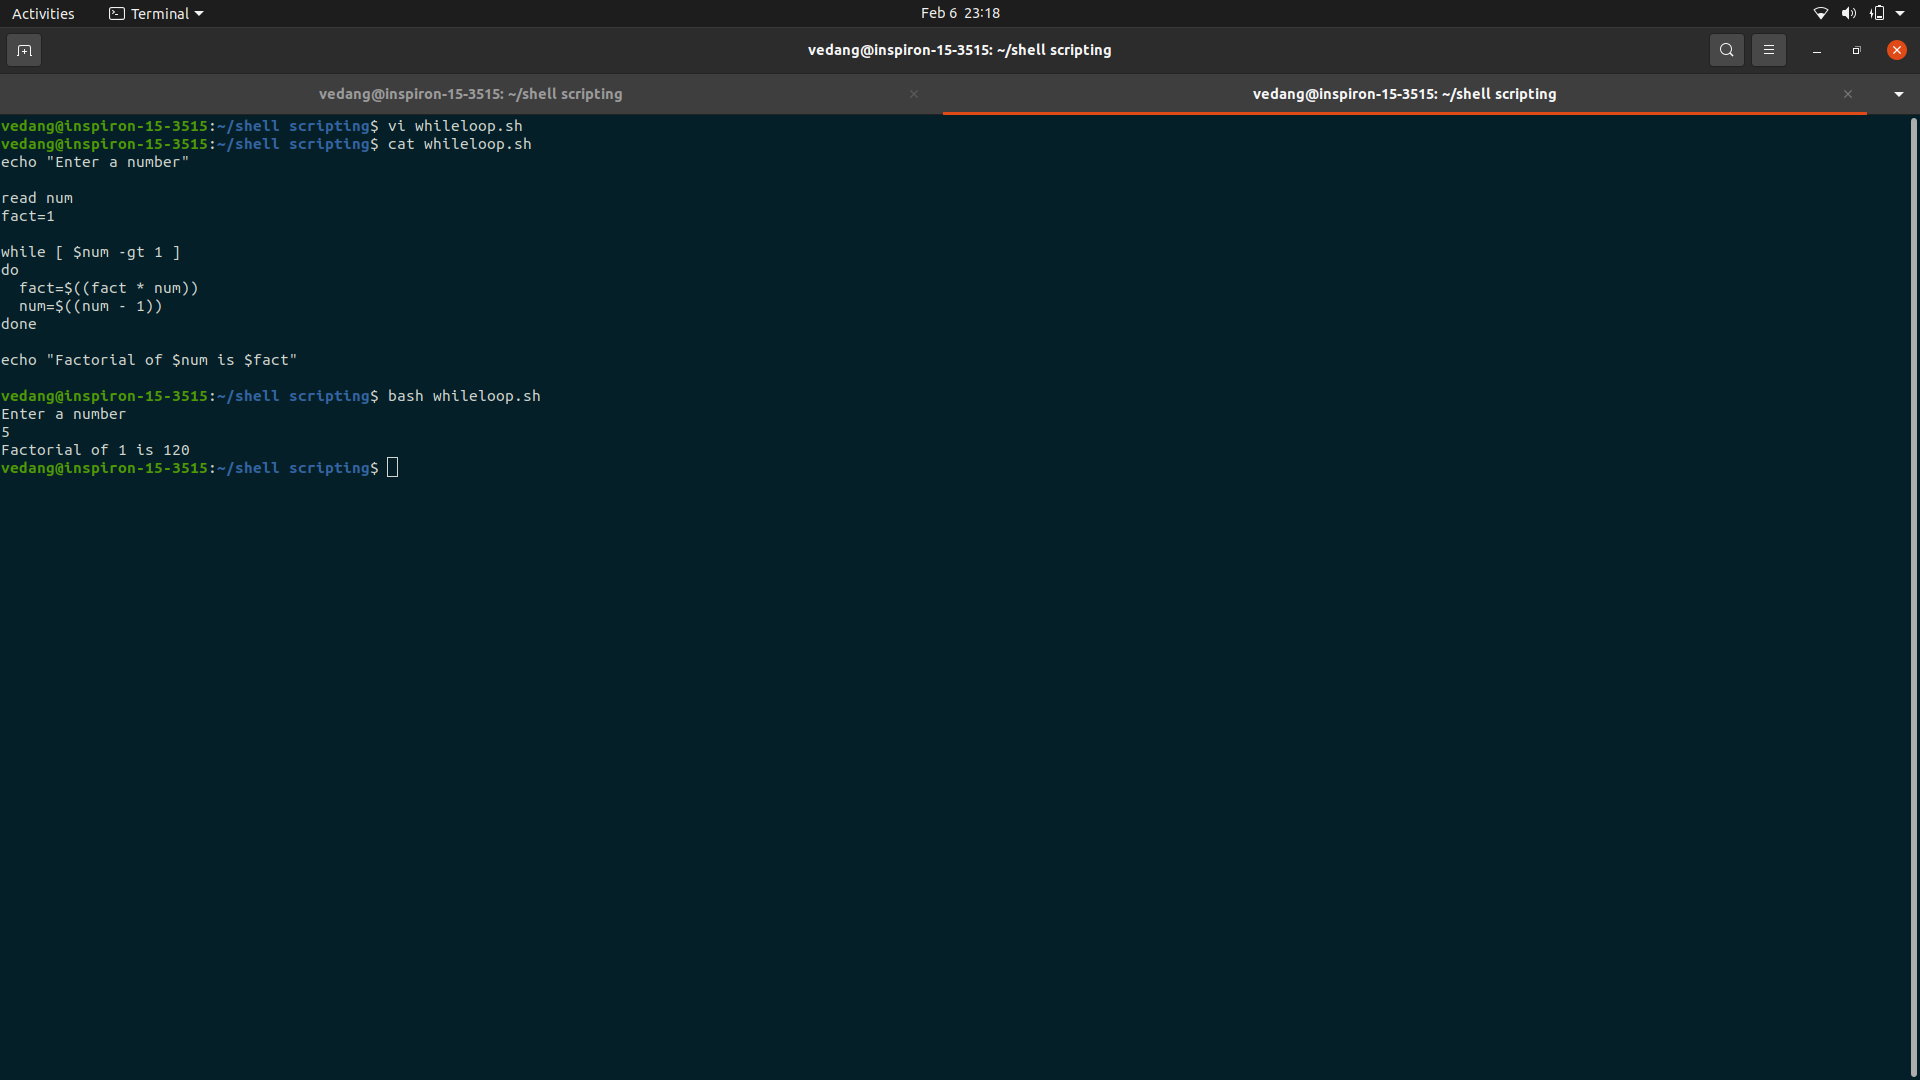 Activities
Terminal
Feb 6 23:18
vedang@inspiron-15-3515: ~/shell scripting
vedang@inspiron-15-3515: ~/shell scripting
vedang@inspiron-15-3515: ~/shell scripting
vedang@inspiron-15-3515:~/shell scripting$ vi whileloop.sh
vedang@inspiron-15-3515:~/shell scripting$ cat whileloop.sh
echo "Enter a number"
read num
fact=1
while [ $num -gt 1 ]
do
  fact=$((fact * num))
  num=$((num - 1))
done
echo "Factorial of $num is $fact"
vedang@inspiron-15-3515:~/shell scripting$ bash whileloop.sh
Enter a number
5
Factorial of 1 is 120
vedang@inspiron-15-3515:~/shell scripting$